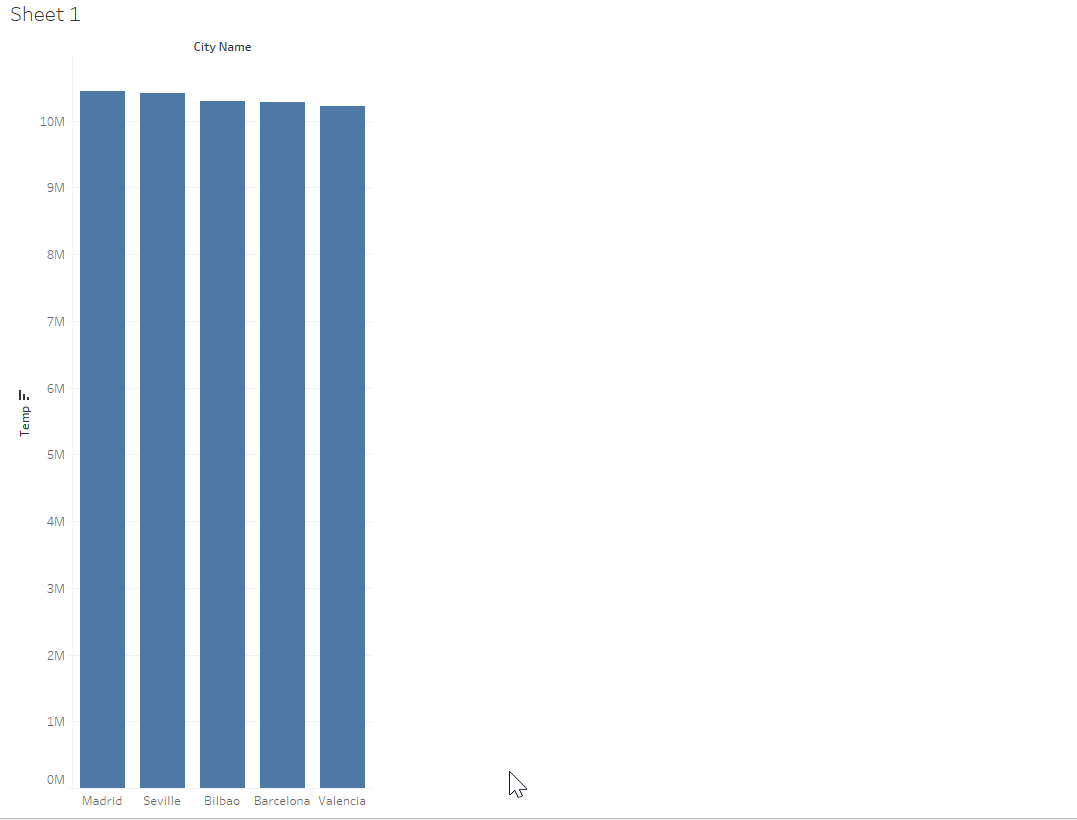 Sheet 1
City Name
10M
9M
8M
7M
6M
5M
4M
3M
2M
1M
0M
Temp
Madrid Seville Bilbao Barcelona Valencia